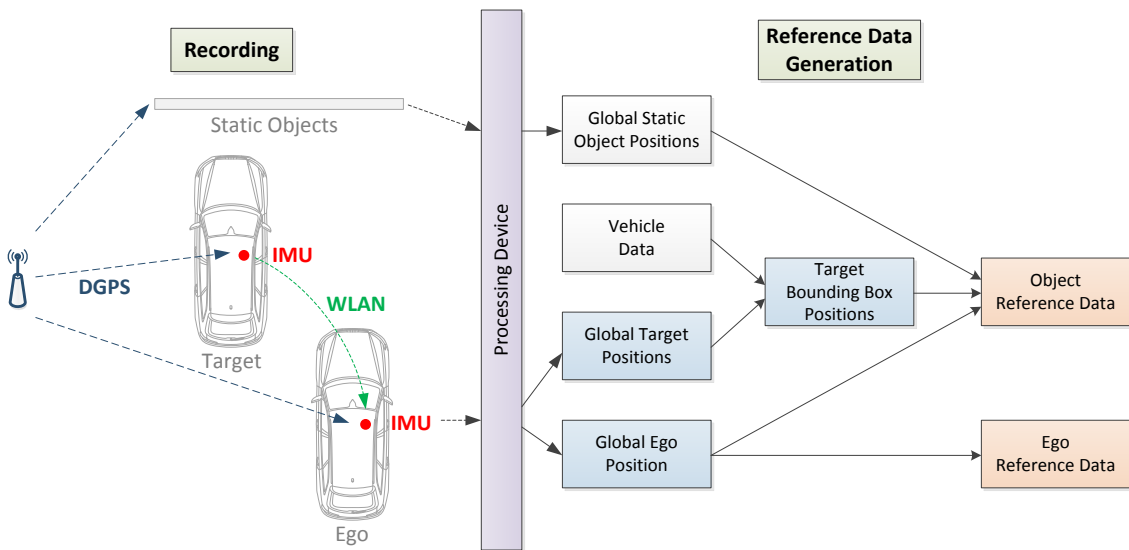 Recording
Static Objects
IMU
DGPS
WLAN
Target
IMU
Ego
Processing Device
Reference Data
Generation
Global Static
Object Positions
Vehicle
Data
Target
Bounding Box
Positions
Object
Reference Data
Global Target
Positions
Global Ego
Position
Ego
Reference Data